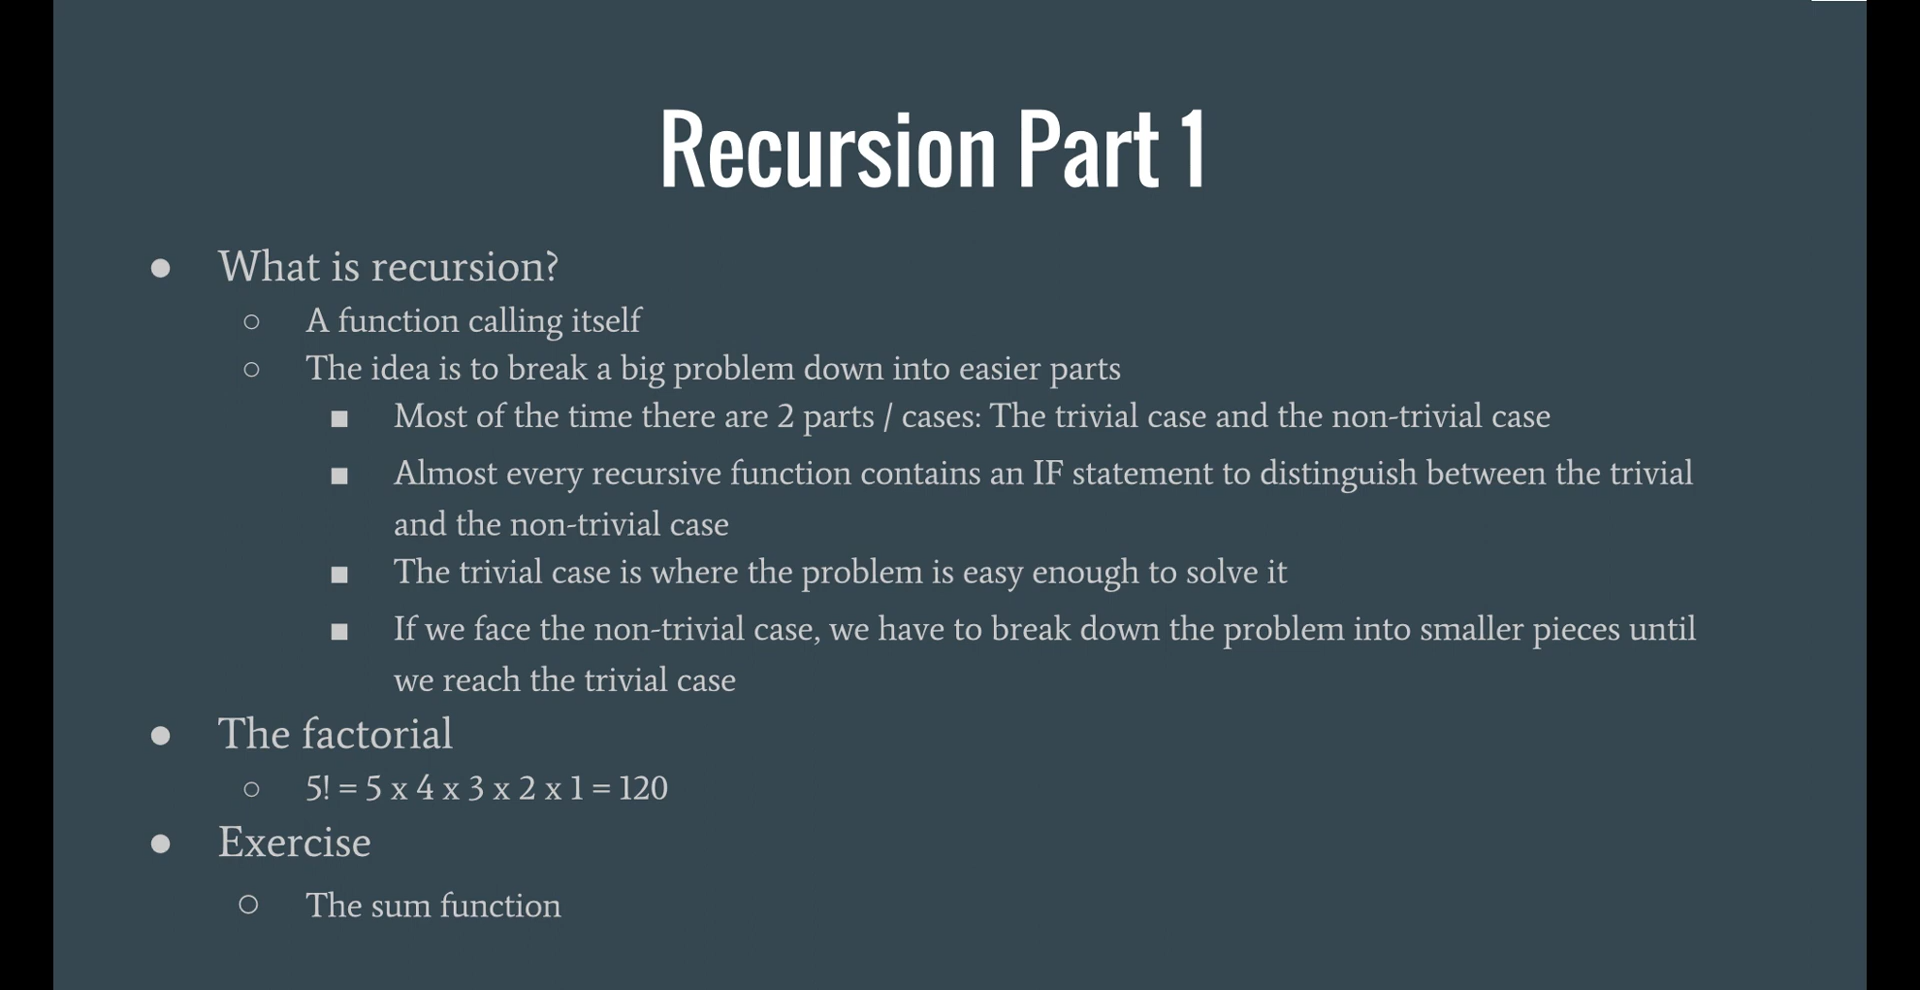 Recursion Part 1
● What is recursion?
○ A function calling itself
○ The idea is to break a big problem down into easier parts
■ Most of the time there are 2 parts / cases: The trivial case and the non-trivial case
■ Almost every recursive function contains an IF statement to distinguish between the trivial
and the non-trivial case
■ The trivial case is where the problem is easy enough to solve it
■ If we face the non-trivial case, we have to break down the problem into smaller pieces until
we reach the trivial case
● The factorial
○ 5! = 5 x 4 x 3 x 2 x 1 = 120
● Exercise
○ The sum function